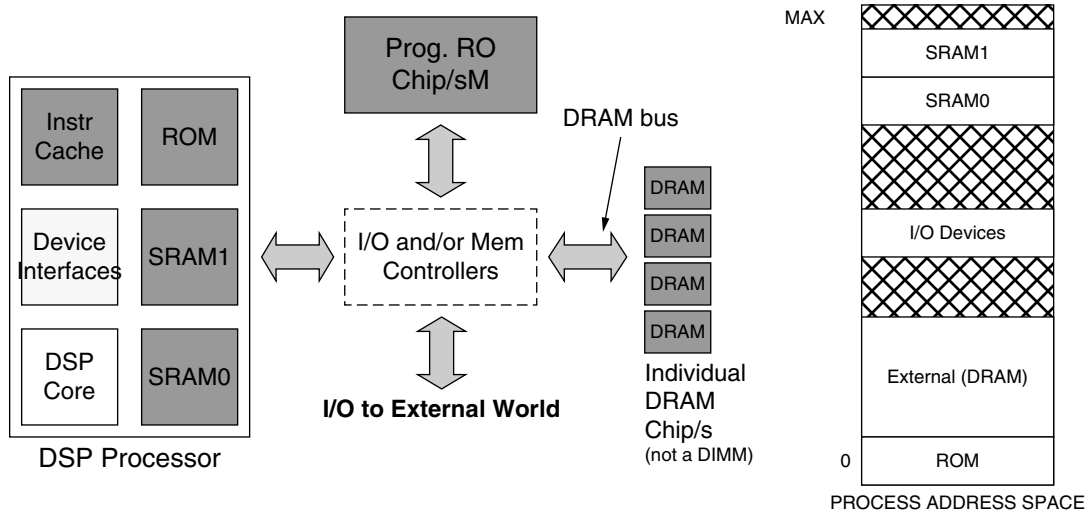 Prog. RO
Chip/sM
Instr
Cache
ROM
Device
Interfaces
SRAM1
DSP
Core
SRAM0
DSP Processor
I/O and/or Mem
Controllers
I/O to External World
DRAM bus
DRAM
DRAM
DRAM
DRAM
Individual
DRAM
Chip/s
(not a DIMM)
MAX
SRAM1
SRAM0
I/O Devices
External (DRAM)
0
ROM
PROCESS ADDRESS SPACE